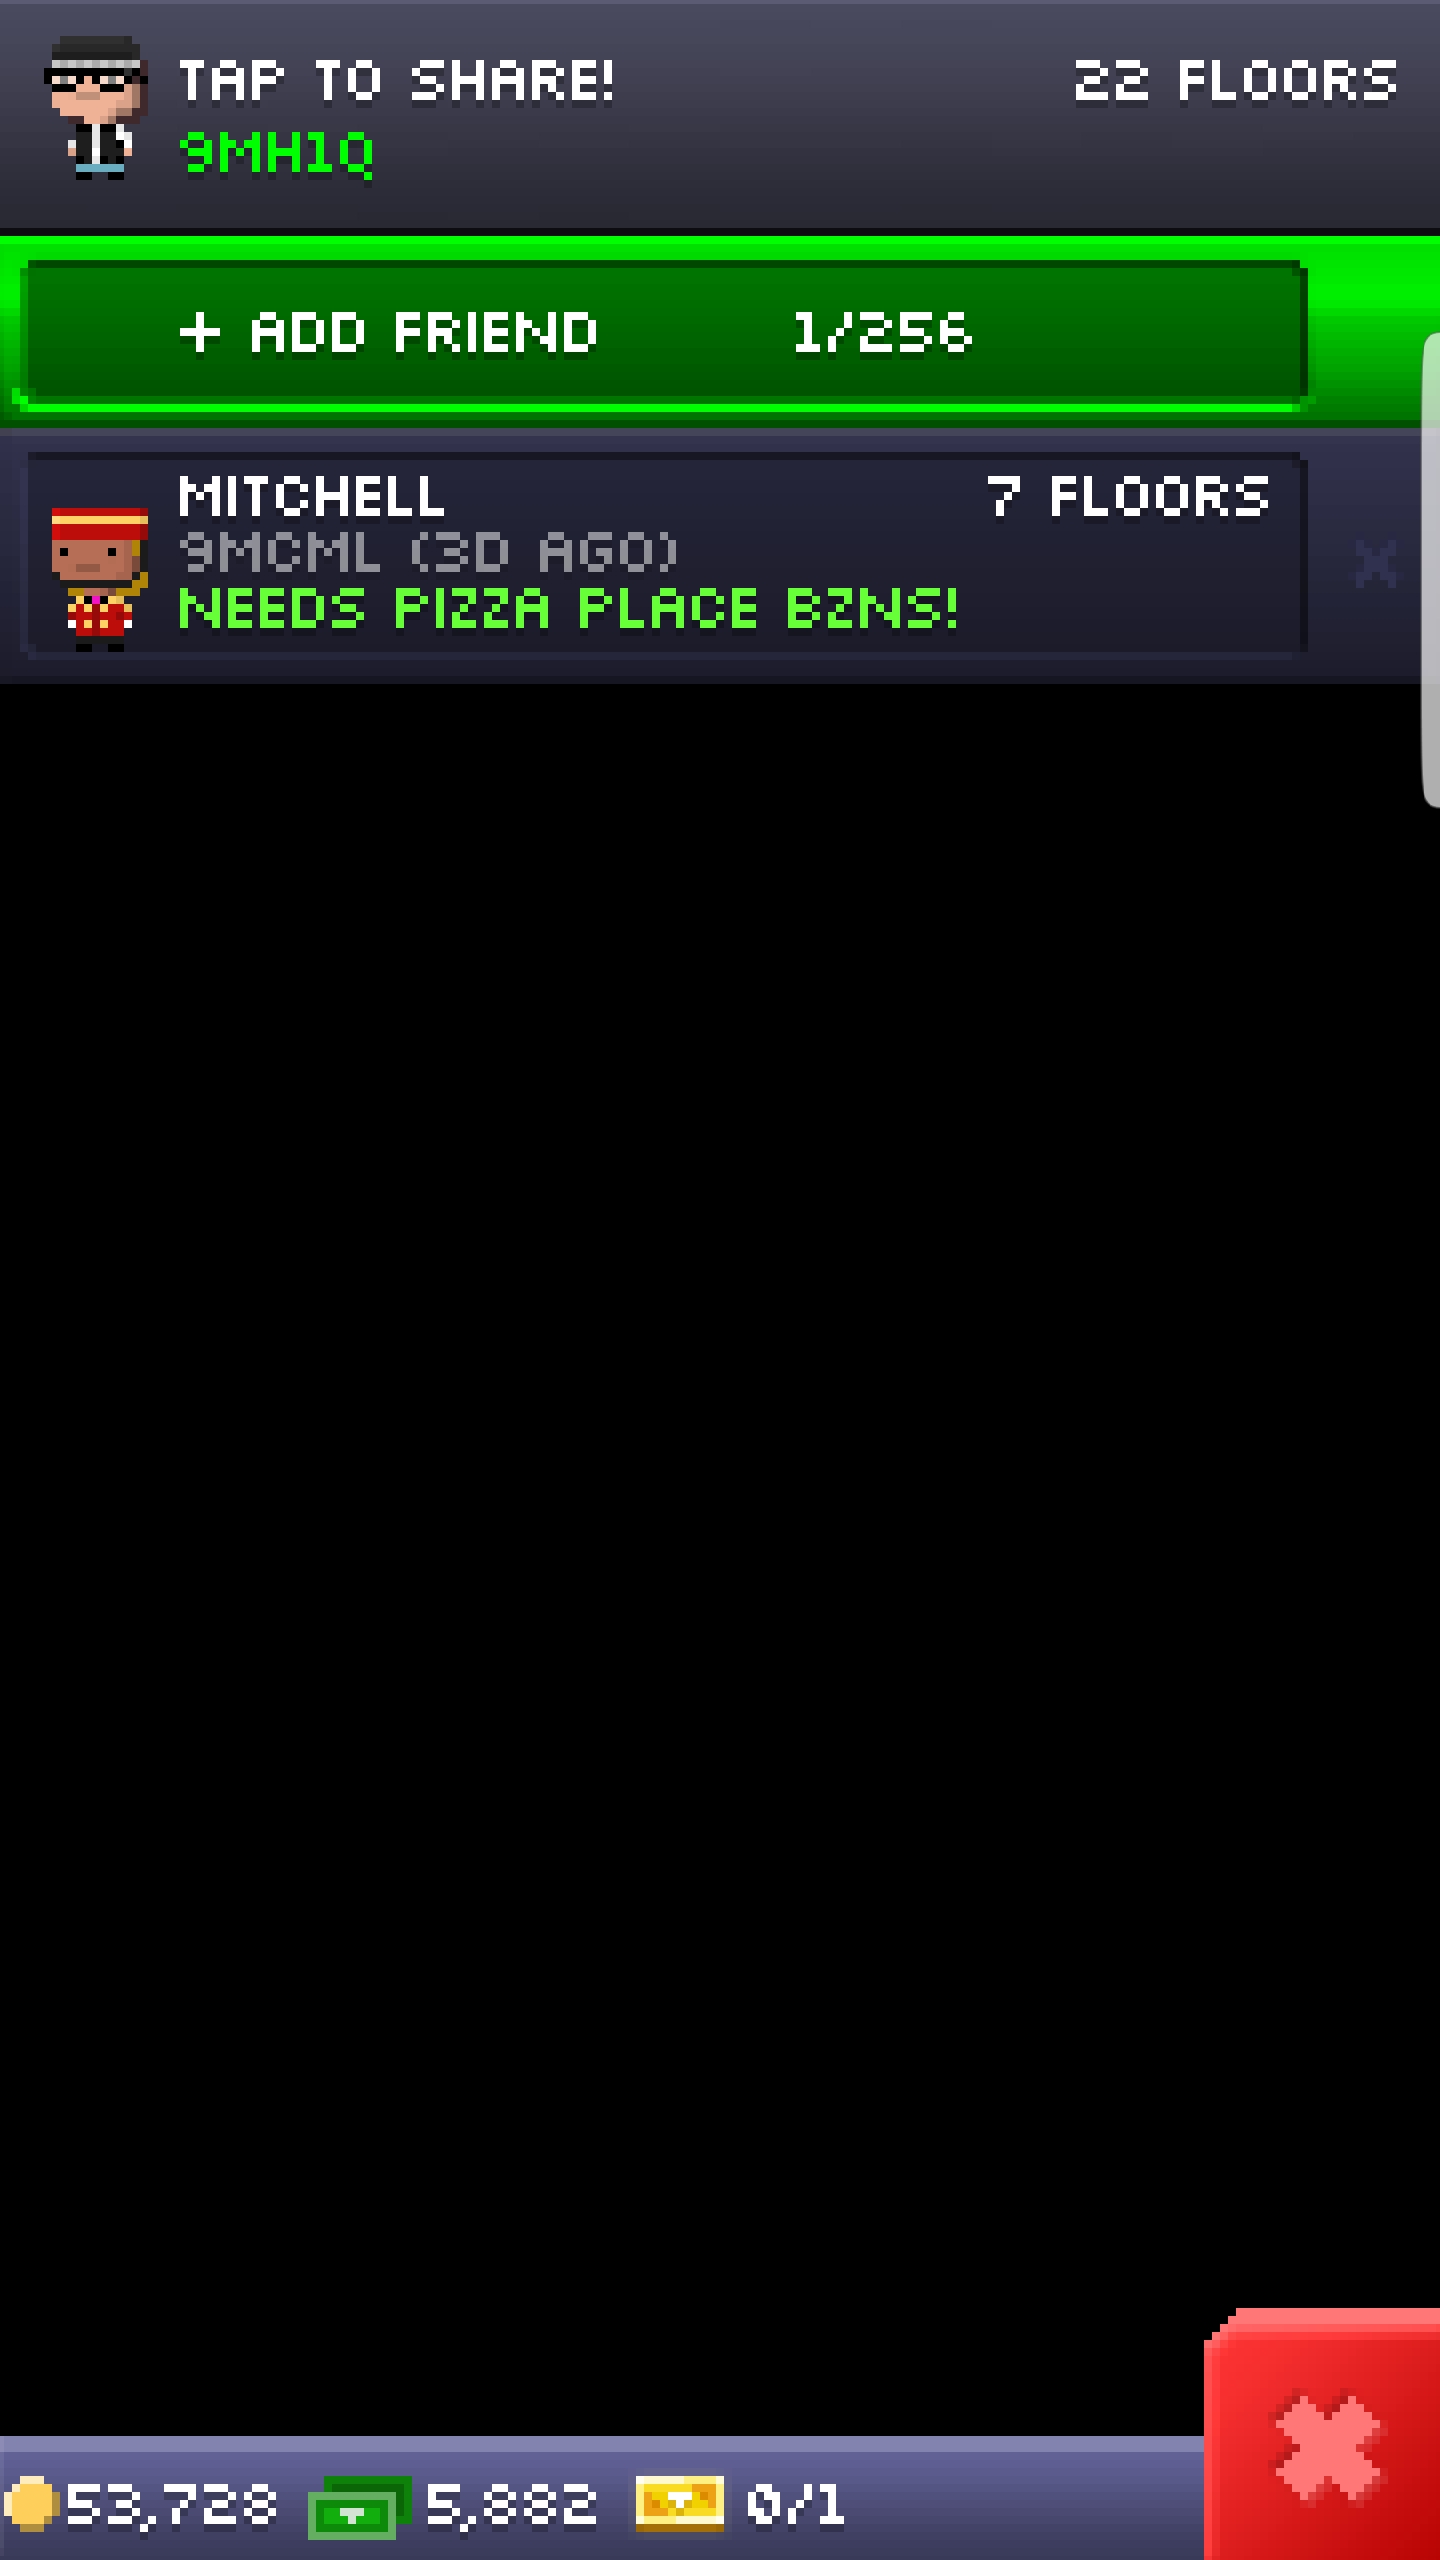 TAP TO SHARE! 22 FLOORS
9MH1Q
+ ADD FRIEND 1/256
MITCHELL 7 FLOORS
9MCML (3D AGO)
NEEDS PIZZA PLACE BZNS!
53,728 5,882 0/1